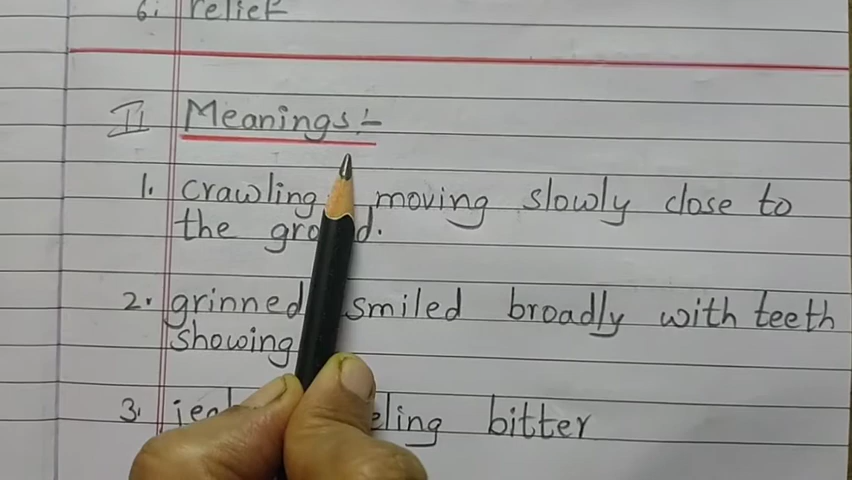 6. relief
II Meanings:-
1. crawling moving slowly close to
the
2. grinned smiled broadly with teeth
showing
3. bitter